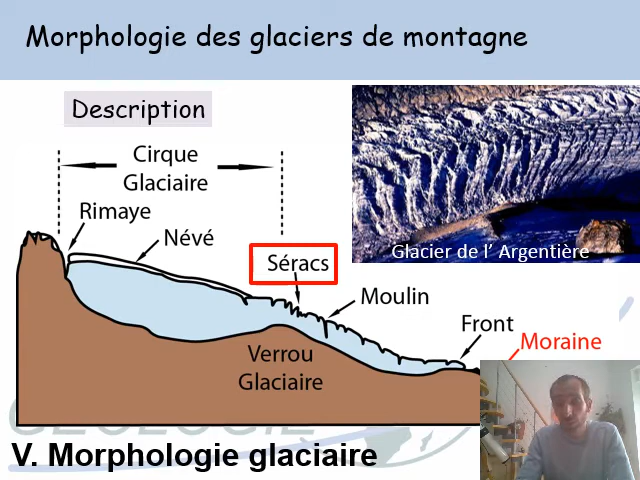 Morphologie des glaciers de montagne
Description
Cirque
Glaciaire
Rimaye
Névé
Séracs
Glacier de l’ Argentière
Moulin
Front
Moraine
Verrou
Glaciaire
GEOLOGIE
V. Morphologie glaciaire